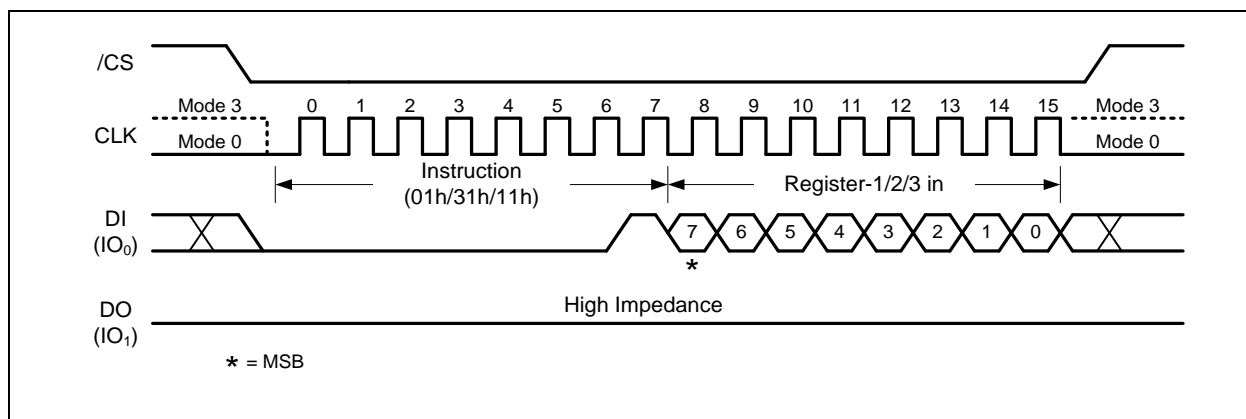 /CS
Mode 3 0 1 2 3 4 5 6 7 8 9 10 11 12 13 14 15 Mode 3
CLK Mode 0 Mode 0
Instruction
(01h/31h/11h)
Register-1/2/3 in
DI
(IO₀)
7 6 5 4 3 2 1 0
*
High Impedance
DO
(IO₁)
* = MSB